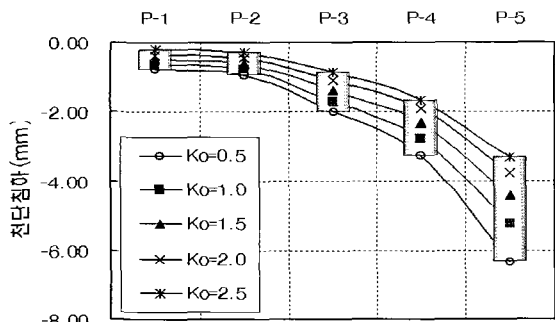 P-1 P-2 P-3 P-4 P-5
0.00
-2.00
-4.00
-6.00
-8.00
천단침하(mm)
Ko=0.5
Ko=1.0
Ko=1.5
Ko=2.0
Ko=2.5